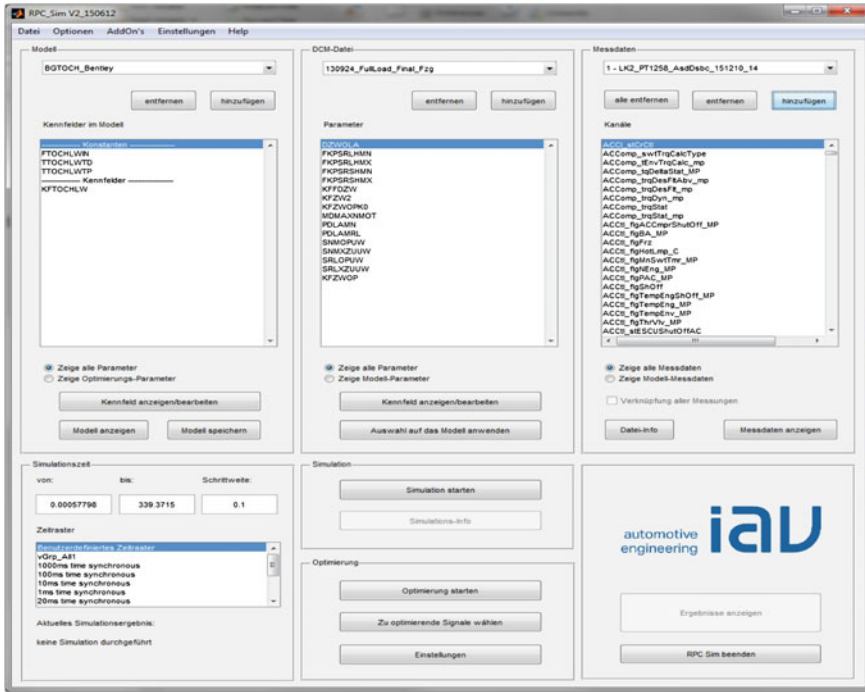 RPC_Sim V2_150612
Datei Optionen AddOn's Einstellungen Help
Modell
BGTOCH_Bentley
entfernen hinzufügen
Kennfelder im Modell
------------- Konstanten -------------
FTOCHLWIN
TTOCHLWTD
TTOCHLWTP
------------- Kennfelder -------------
KFTOCHLW
Zeige alle Parameter
Zeige Optimierungs-Parameter
Kennfeld anzeigen/bearbeiten
Modell anzeigen Modell speichern
DCM-Datei
130924_FullLoad_Final_Fzg
entfernen hinzufügen
Parameter
DZWOLA
FKPSRLHMN
FKPSRLHMX
FKPSRSHMN
FKPSRSHMX
KFFDZW
KFZW2
KFZWOPK0
MDMAXNMOT
PDLAMN
PDLAMRL
SNMOPUW
SNMXZUUW
SRLOPUW
SRLXZUUW
KFZWOP
Zeige alle Parameter
Zeige Modell-Parameter
Kennfeld anzeigen/bearbeiten
Auswahl auf das Modell anwenden
Messdaten
1 - LK2_PT1258_AsdDsbc_151210_14
alle entfernen entfernen hinzufügen
Kanäle
ACCI_stCrCtl
ACComp_swtTrqCalcType
ACComp_tEnvTrqCalc_mp
ACComp_tqDeltaStat_MP
ACComp_trqDesFltAbv_mp
ACComp_trqDesFlt_mp
ACComp_trqDyn_mp
ACComp_trqStat
ACComp_trqStat_mp
ACCtl_flgACCmprShutOff_MP
ACCtl_flgBA_MP
ACCtl_flgFrz
ACCtl_flgHotLmp_C
ACCtl_flgMnSwtTmr_MP
ACCtl_flgNEng_MP
ACCtl_flgPAC_MP
ACCtl_flgShOff
ACCtl_flgTempEngShOff_MP
ACCtl_flgTempEng_MP
ACCtl_flgTempEnv_MP
ACCtl_flgThrVlv_MP
ACCtl_stESCUShutOffAC
Zeige alle Messdaten
Zeige Modell-Messdaten
Verknüpfung aller Messungen
Datei-Info Messdaten anzeigen
Simulationszeit
von: bis: Schrittweite:
0.00057798 339.3715 0.1
Zeitraster
Benutzerdefiniertes Zeitraster
vGrp_A81
1000ms time synchronous
100ms time synchronous
10ms time synchronous
1ms time synchronous
20ms time synchronous
Aktuelles Simulationsergebnis:
keine Simulation durchgeführt
Simulation
Simulation starten
Simulations-Info
Optimierung
Optimierung starten
Zu optimierende Signale wählen
Einstellungen
automotive
engineering
iav
Ergebnisse anzeigen
RPC Sim beenden